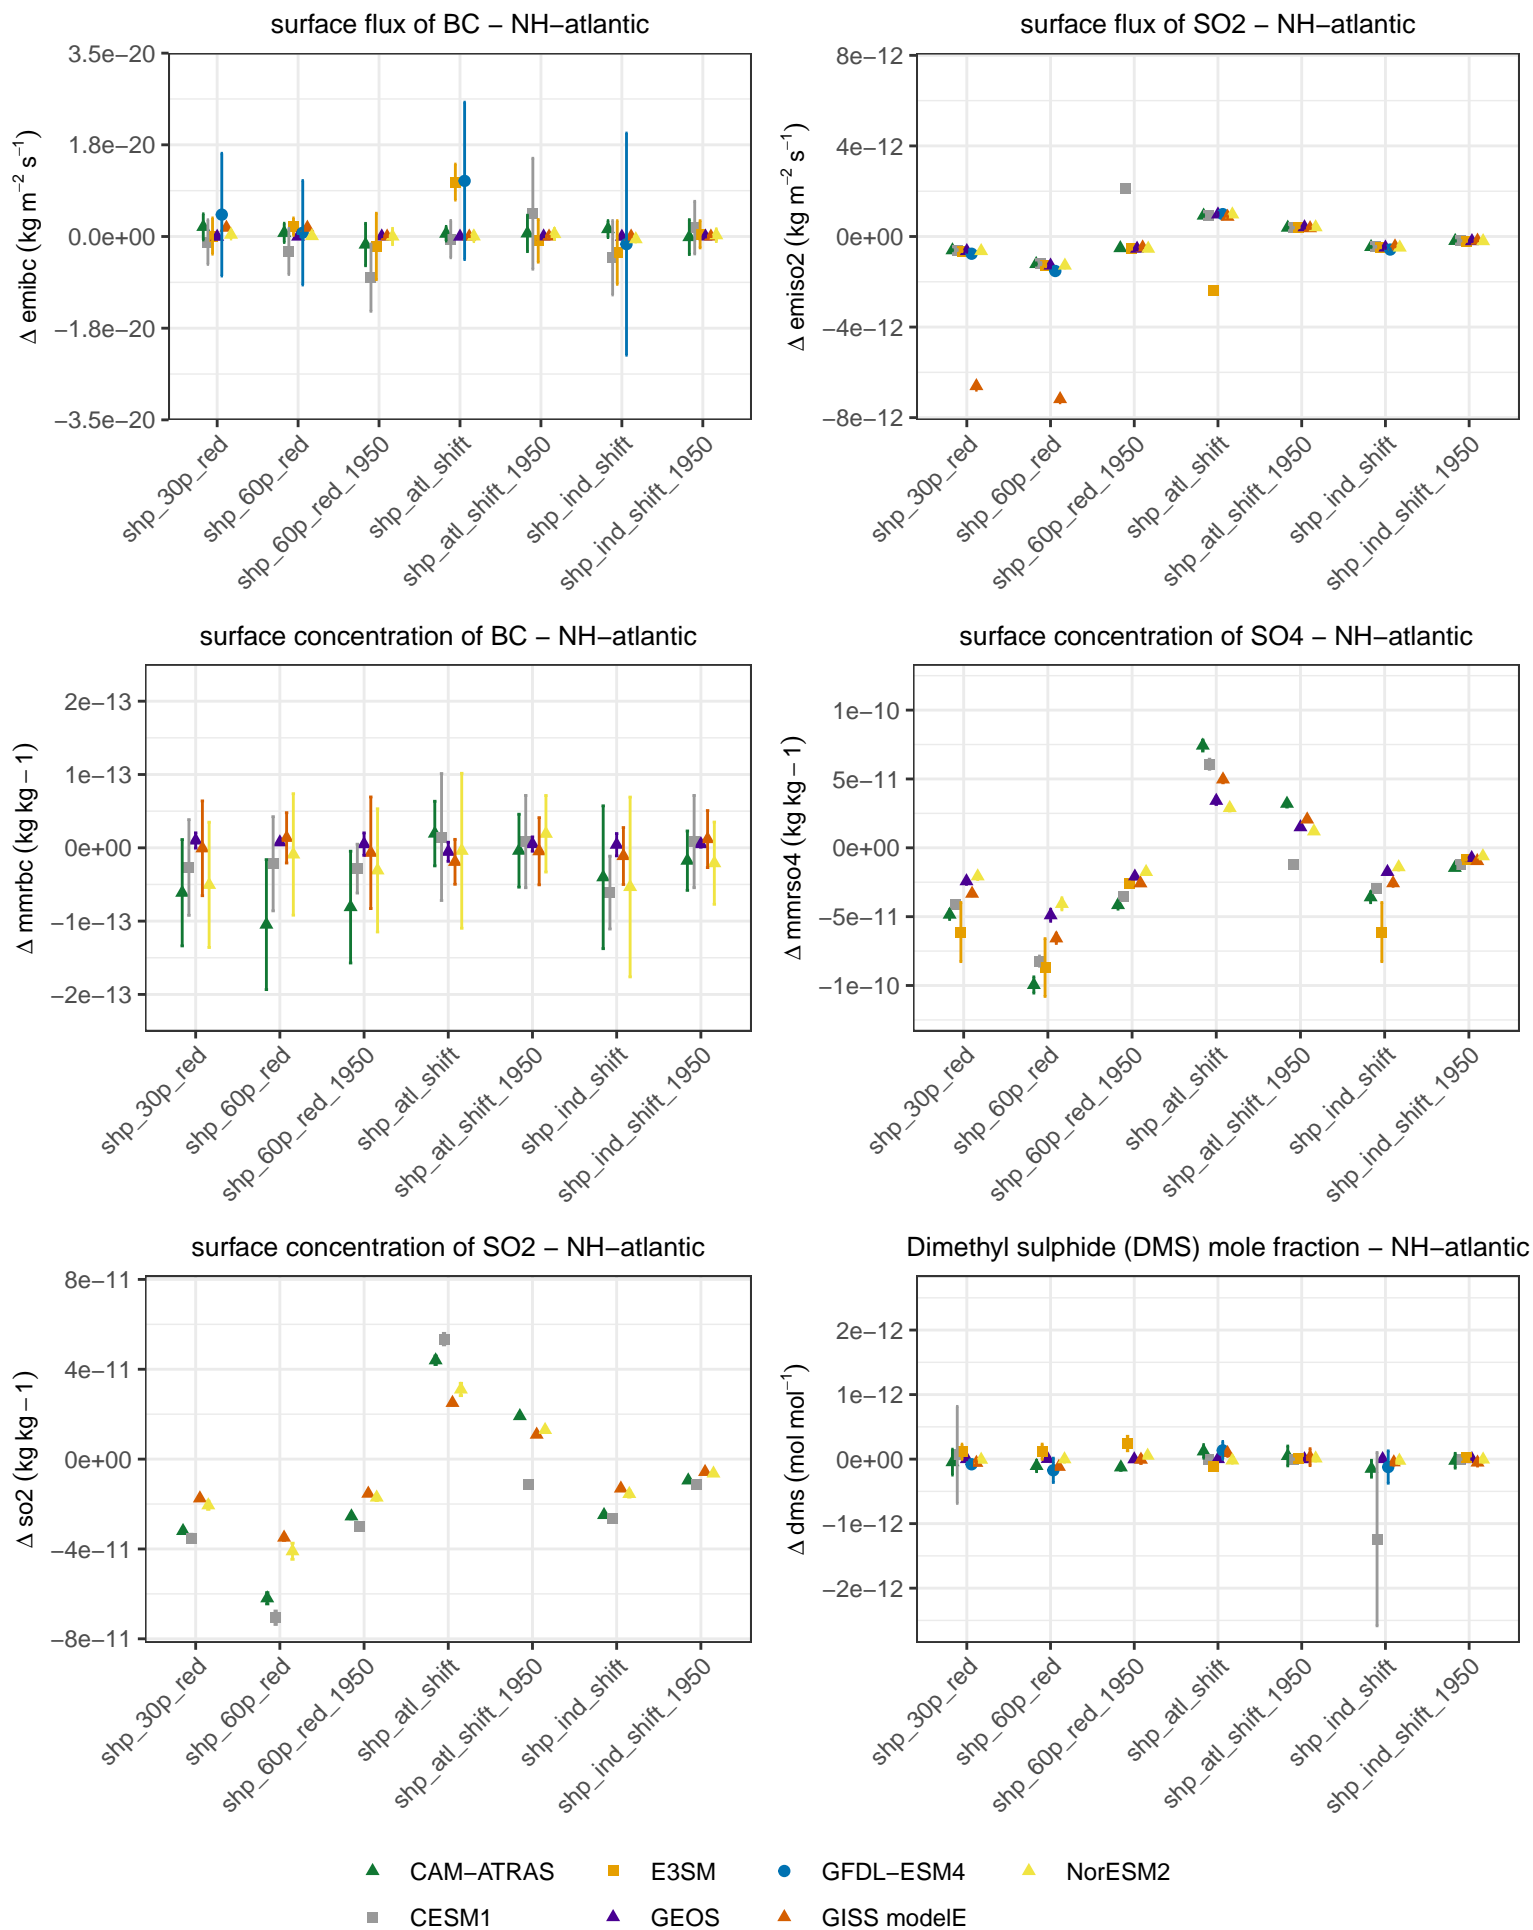 surface flux of BC – NH–atlantic
Δ emibc (kg m−2 s−1)
3.5e−20
1.8e−20
0.0e+00
−1.8e−20
−3.5e−20
shp_30p_red
shp_60p_red
shp_60p_red_1950
shp_atl_shift
shp_atl_shift_1950
shp_ind_shift
shp_ind_shift_1950
surface flux of SO2 – NH–atlantic
Δ emiso2 (kg m−2 s−1)
8e−12
4e−12
0e+00
−4e−12
−8e−12
shp_30p_red
shp_60p_red
shp_60p_red_1950
shp_atl_shift
shp_atl_shift_1950
shp_ind_shift
shp_ind_shift_1950
surface concentration of BC – NH–atlantic
Δ mmrbc (kg kg − 1)
2e−13
1e−13
0e+00
−1e−13
−2e−13
shp_30p_red
shp_60p_red
shp_60p_red_1950
shp_atl_shift
shp_atl_shift_1950
shp_ind_shift
shp_ind_shift_1950
surface concentration of SO4 – NH–atlantic
Δ mmrso4 (kg kg − 1)
1e−10
5e−11
0e+00
−5e−11
−1e−10
shp_30p_red
shp_60p_red
shp_60p_red_1950
shp_atl_shift
shp_atl_shift_1950
shp_ind_shift
shp_ind_shift_1950
surface concentration of SO2 – NH–atlantic
Δ so2 (kg kg − 1)
8e−11
4e−11
0e+00
−4e−11
−8e−11
shp_30p_red
shp_60p_red
shp_60p_red_1950
shp_atl_shift
shp_atl_shift_1950
shp_ind_shift
shp_ind_shift_1950
Dimethyl sulphide (DMS) mole fraction – NH–atlantic
Δ dms (mol mol−1)
2e−12
1e−12
0e+00
−1e−12
−2e−12
shp_30p_red
shp_60p_red
shp_60p_red_1950
shp_atl_shift
shp_atl_shift_1950
shp_ind_shift
shp_ind_shift_1950
CAM–ATRAS E3SM GFDL–ESM4 NorESM2
CESM1 GEOS GISS modelE